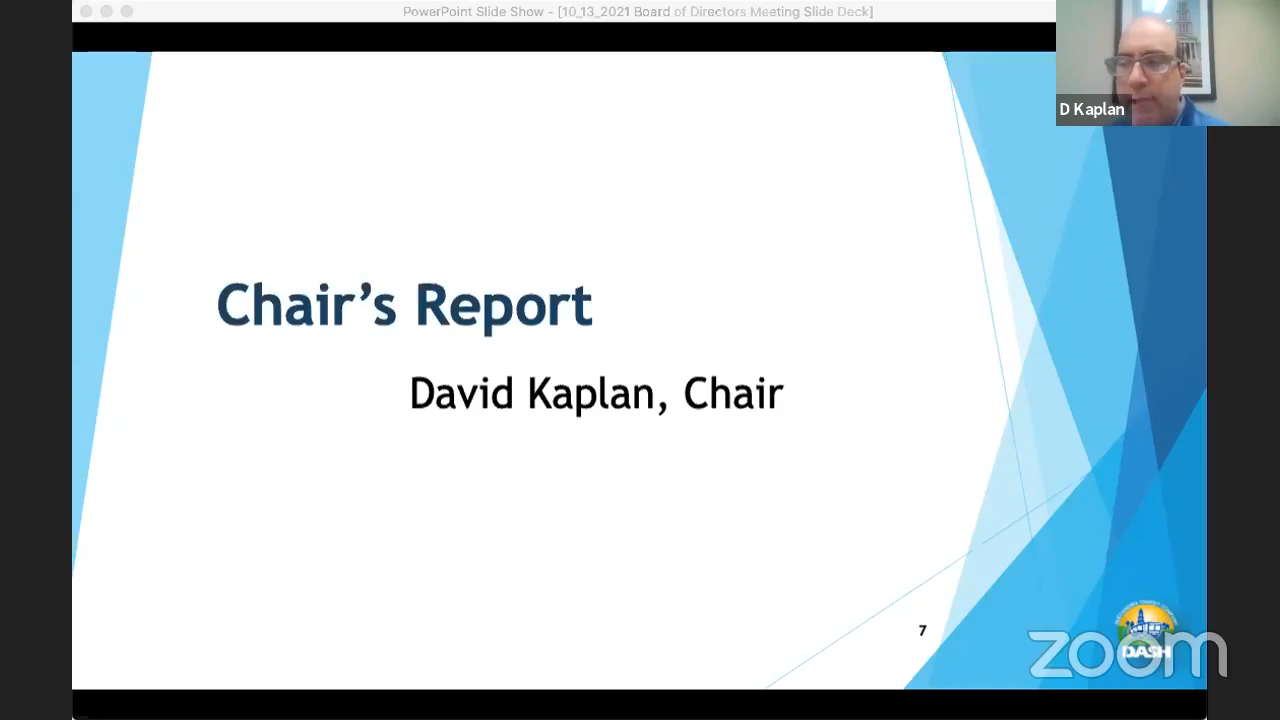 PowerPoint Slide Show - [10_13_2021 Board of Directors Meeting Slide Deck]
D Kaplan
Chair's Report
David Kaplan, Chair
7
DASH
zoom